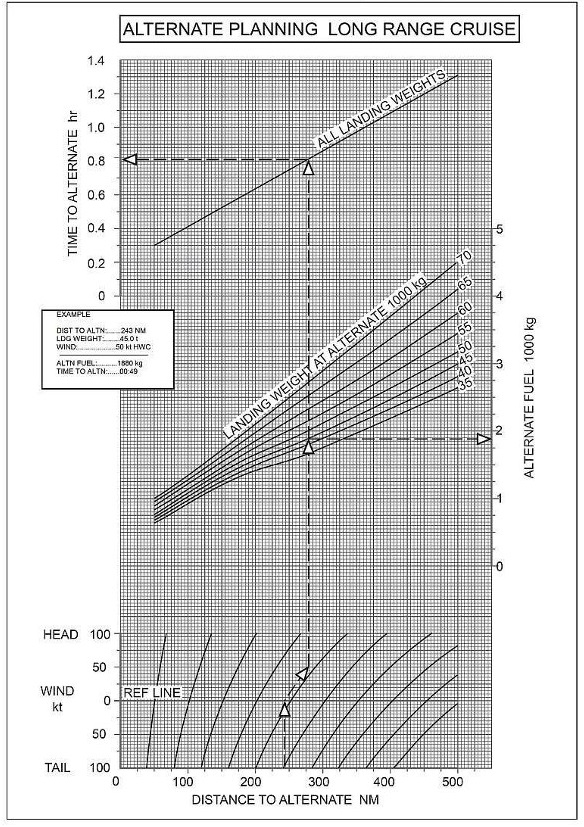 ALTERNATE PLANNING LONG RANGE CRUISE
TIME TO ALTERNATE hr
1.4
1.2
1.0
0.8
0.6
0.4
0.2
0
ALL LANDING WEIGHTS
EXAMPLE
DIST TO ALTN:......243 NM
LDG WEIGHT:.......45.0 t
WIND:...................50 kt HWC
ALTN FUEL:.........1880 kg
TIME TO ALTN:.....00:49
LANDING WEIGHT AT ALTERNATE 1000 kg
70
65
60
55
50
45
40
35
5
4
3
2
1
0
ALTERNATE FUEL 1000 kg
HEAD 100
50
WIND 0
kt
50
TAIL 100
REF LINE
0 100 200 300 400 500
DISTANCE TO ALTERNATE NM